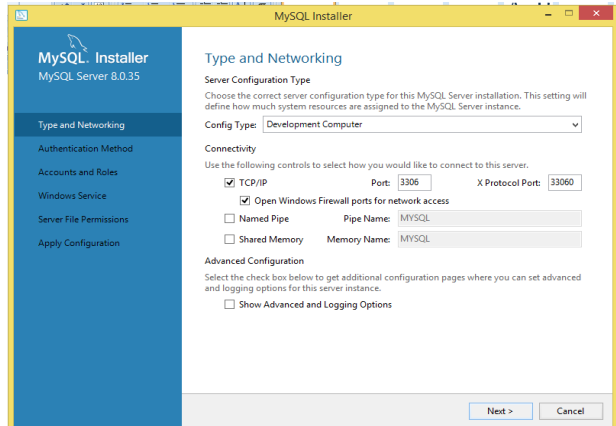 MySQL Installer
MySQL. Installer
MySQL Server 8.0.35
Type and Networking
Authentication Method
Accounts and Roles
Windows Service
Server File Permissions
Apply Configuration
Type and Networking
Server Configuration Type
Choose the correct server configuration type for this MySQL Server installation. This setting will
define how much system resources are assigned to the MySQL Server instance.
Config Type: Development Computer
Connectivity
Use the following controls to select how you would like to connect to this server.
TCP/IP Port: 3306 X Protocol Port: 33060
Open Windows Firewall ports for network access
Named Pipe Pipe Name: MYSQL
Shared Memory Memory Name: MYSQL
Advanced Configuration
Select the check box below to get additional configuration pages where you can set advanced
and logging options for this server instance.
Show Advanced and Logging Options
Next > Cancel